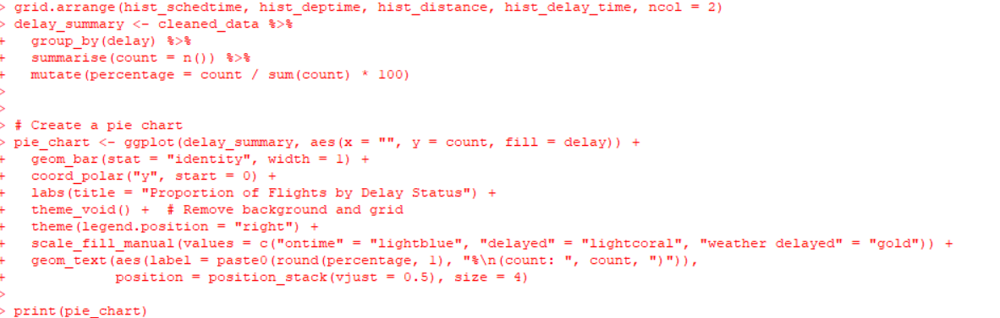 > grid.arrange(hist_schedtime, hist_deptime, hist_distance, hist_delay_time, ncol = 2)
> delay_summary <- cleaned_data %>%
+   group_by(delay) %>%
+   summarise(count = n()) %>%
+   mutate(percentage = count / sum(count) * 100)
>
>
> # Create a pie chart
> pie_chart <- ggplot(delay_summary, aes(x = "", y = count, fill = delay)) +
+   geom_bar(stat = "identity", width = 1) +
+   coord_polar("y", start = 0) +
+   labs(title = "Proportion of Flights by Delay Status") +
+   theme_void() +  # Remove background and grid
+   theme(legend.position = "right") +
+   scale_fill_manual(values = c("ontime" = "lightblue", "delayed" = "lightcoral", "weather delayed" = "gold")) +
+   geom_text(aes(label = paste0(round(percentage, 1), "%\n(count: ", count, ")")),
+             position = position_stack(vjust = 0.5), size = 4)
>
> print(pie_chart)